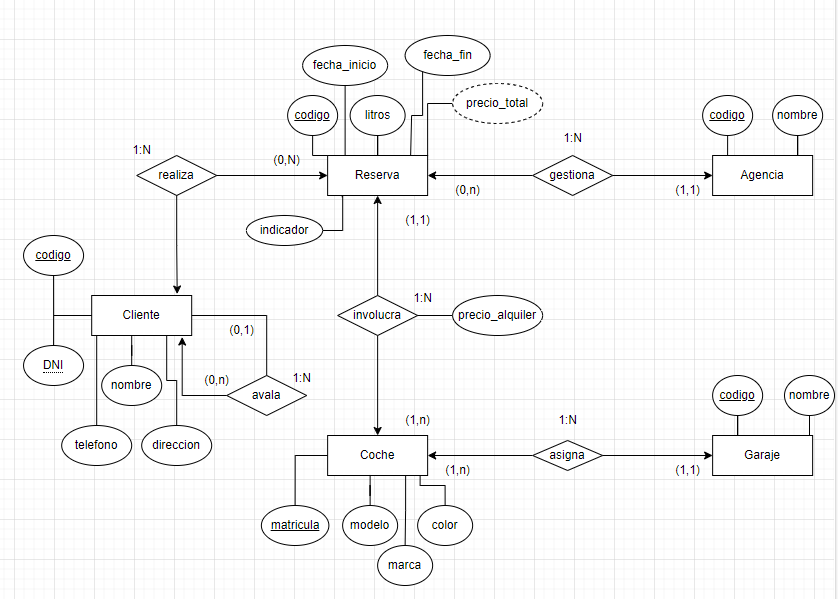 fecha_fin
fecha_inicio
precio_total
codigo
litros
codigo
nombre
1:N
1:N
(0,N)
realiza
Reserva
gestiona
Agencia
(0,n)
(1,1)
(1,1)
indicador
codigo
1:N
Cliente
involucra
precio_alquiler
(0,1)
DNI
(0,n)
1:N
nombre
avala
codigo
nombre
(1,n)
1:N
telefono
direccion
Coche
asigna
Garaje
(1,n)
(1,1)
matricula
modelo
color
marca